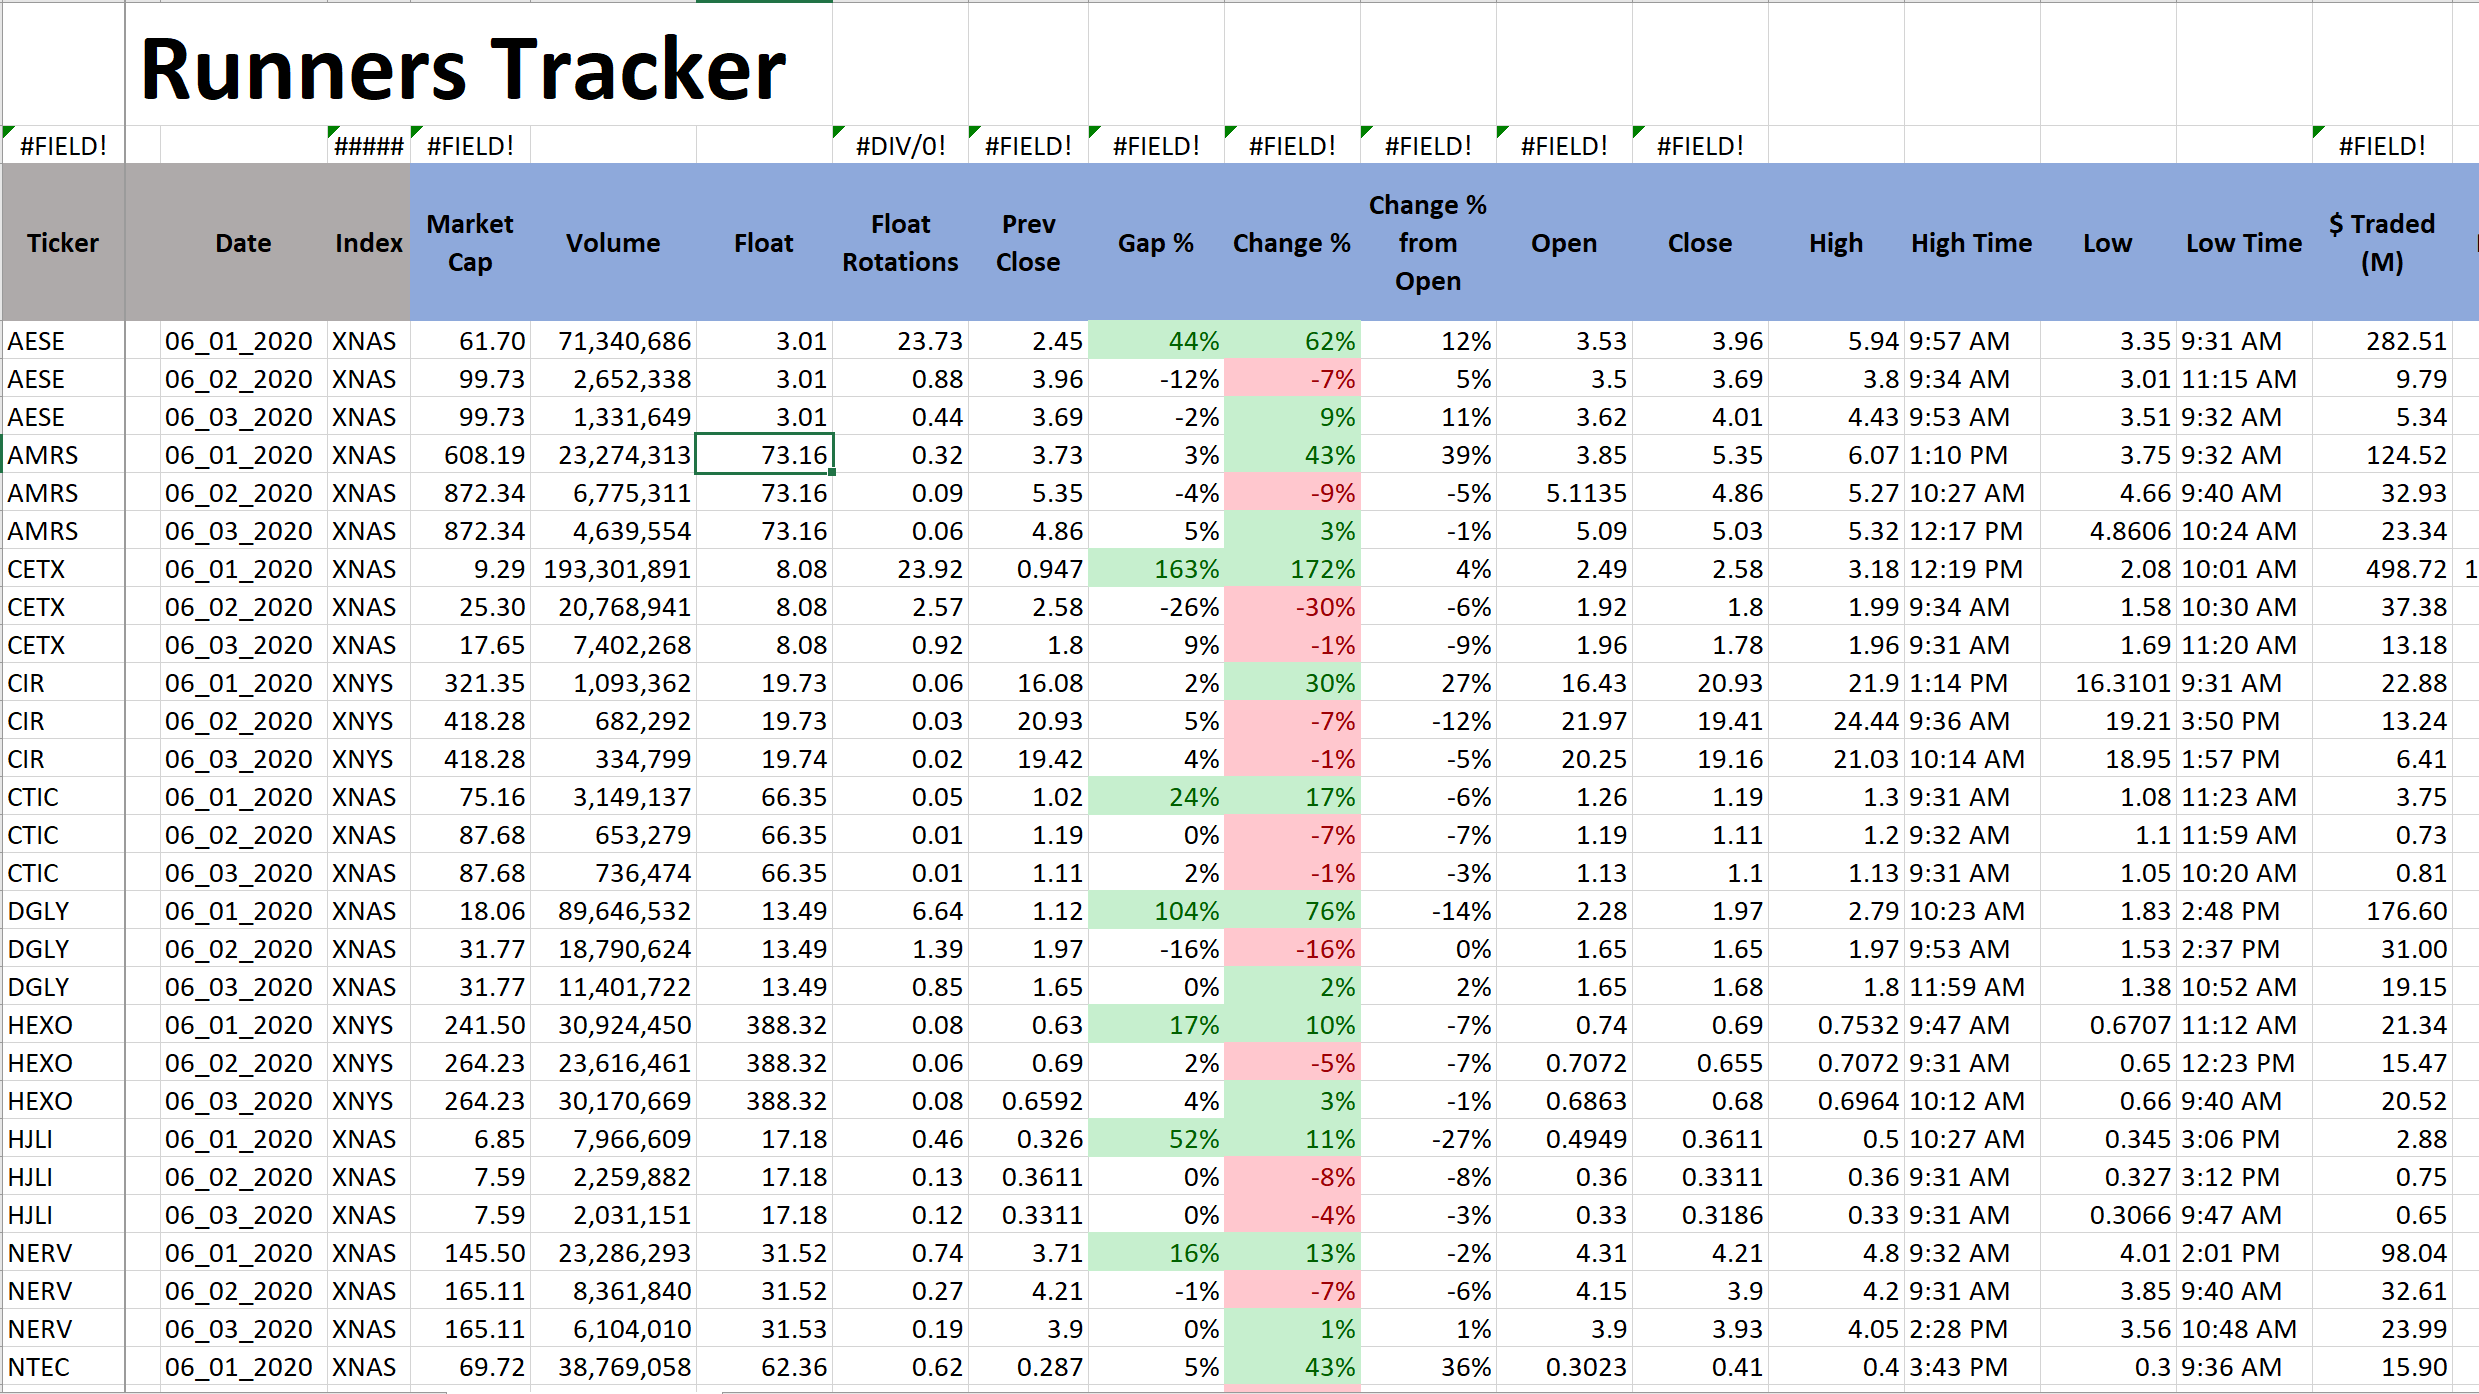 Runners Tracker
#FIELD! ##### #FIELD! #DIV/0! #FIELD! #FIELD! #FIELD! #FIELD! #FIELD! #FIELD! #FIELD!
Ticker Date Index Market Cap Volume Float Float Rotations Prev Close Gap % Change % Change % from Open Open Close High High Time Low Low Time $ Traded (M)
AESE 06_01_2020 XNAS 61.70 71,340,686 3.01 23.73 2.45 44% 62% 12% 3.53 3.96 5.94 9:57 AM 3.35 9:31 AM 282.51
AESE 06_02_2020 XNAS 99.73 2,652,338 3.01 0.88 3.96 -12% -7% 5% 3.5 3.69 3.8 9:34 AM 3.01 11:15 AM 9.79
AESE 06_03_2020 XNAS 99.73 1,331,649 3.01 0.44 3.69 -2% 9% 11% 3.62 4.01 4.43 9:53 AM 3.51 9:32 AM 5.34
AMRS 06_01_2020 XNAS 608.19 23,274,313 73.16 0.32 3.73 3% 43% 39% 3.85 5.35 6.07 1:10 PM 3.75 9:32 AM 124.52
AMRS 06_02_2020 XNAS 872.34 6,775,311 73.16 0.09 5.35 -4% -9% -5% 5.1135 4.86 5.27 10:27 AM 4.66 9:40 AM 32.93
AMRS 06_03_2020 XNAS 872.34 4,639,554 73.16 0.06 4.86 5% 3% -1% 5.09 5.03 5.32 12:17 PM 4.8606 10:24 AM 23.34
CETX 06_01_2020 XNAS 9.29 193,301,891 8.08 23.92 0.947 163% 172% 4% 2.49 2.58 3.18 12:19 PM 2.08 10:01 AM 498.72 1
CETX 06_02_2020 XNAS 25.30 20,768,941 8.08 2.57 2.58 -26% -30% -6% 1.92 1.8 1.99 9:34 AM 1.58 10:30 AM 37.38
CETX 06_03_2020 XNAS 17.65 7,402,268 8.08 0.92 1.8 9% -1% -9% 1.96 1.78 1.96 9:31 AM 1.69 11:20 AM 13.18
CIR 06_01_2020 XNYS 321.35 1,093,362 19.73 0.06 16.08 2% 30% 27% 16.43 20.93 21.9 1:14 PM 16.3101 9:31 AM 22.88
CIR 06_02_2020 XNYS 418.28 682,292 19.73 0.03 20.93 5% -7% -12% 21.97 19.41 24.44 9:36 AM 19.21 3:50 PM 13.24
CIR 06_03_2020 XNYS 418.28 334,799 19.74 0.02 19.42 4% -1% -5% 20.25 19.16 21.03 10:14 AM 18.95 1:57 PM 6.41
CTIC 06_01_2020 XNAS 75.16 3,149,137 66.35 0.05 1.02 24% 17% -6% 1.26 1.19 1.3 9:31 AM 1.08 11:23 AM 3.75
CTIC 06_02_2020 XNAS 87.68 653,279 66.35 0.01 1.19 0% -7% -7% 1.19 1.11 1.2 9:32 AM 1.1 11:59 AM 0.73
CTIC 06_03_2020 XNAS 87.68 736,474 66.35 0.01 1.11 2% -1% -3% 1.13 1.1 1.13 9:31 AM 1.05 10:20 AM 0.81
DGLY 06_01_2020 XNAS 18.06 89,646,532 13.49 6.64 1.12 104% 76% -14% 2.28 1.97 2.79 10:23 AM 1.83 2:48 PM 176.60
DGLY 06_02_2020 XNAS 31.77 18,790,624 13.49 1.39 1.97 -16% -16% 0% 1.65 1.65 1.97 9:53 AM 1.53 2:37 PM 31.00
DGLY 06_03_2020 XNAS 31.77 11,401,722 13.49 0.85 1.65 0% 2% 2% 1.65 1.68 1.8 11:59 AM 1.38 10:52 AM 19.15
HEXO 06_01_2020 XNYS 241.50 30,924,450 388.32 0.08 0.63 17% 10% -7% 0.74 0.69 0.7532 9:47 AM 0.6707 11:12 AM 21.34
HEXO 06_02_2020 XNYS 264.23 23,616,461 388.32 0.06 0.69 2% -5% -7% 0.7072 0.655 0.7072 9:31 AM 0.65 12:23 PM 15.47
HEXO 06_03_2020 XNYS 264.23 30,170,669 388.32 0.08 0.6592 4% 3% -1% 0.6863 0.68 0.6964 10:12 AM 0.66 9:40 AM 20.52
HJLI 06_01_2020 XNAS 6.85 7,966,609 17.18 0.46 0.326 52% 11% -27% 0.4949 0.3611 0.5 10:27 AM 0.345 3:06 PM 2.88
HJLI 06_02_2020 XNAS 7.59 2,259,882 17.18 0.13 0.3611 0% -8% -8% 0.36 0.3311 0.36 9:31 AM 0.327 3:12 PM 0.75
HJLI 06_03_2020 XNAS 7.59 2,031,151 17.18 0.12 0.3311 0% -4% -3% 0.33 0.3186 0.33 9:31 AM 0.3066 9:47 AM 0.65
NERV 06_01_2020 XNAS 145.50 23,286,293 31.52 0.74 3.71 16% 13% -2% 4.31 4.21 4.8 9:32 AM 4.01 2:01 PM 98.04
NERV 06_02_2020 XNAS 165.11 8,361,840 31.52 0.27 4.21 -1% -7% -6% 4.15 3.9 4.2 9:31 AM 3.85 9:40 AM 32.61
NERV 06_03_2020 XNAS 165.11 6,104,010 31.53 0.19 3.9 0% 1% 1% 3.9 3.93 4.05 2:28 PM 3.56 10:48 AM 23.99
NTEC 06_01_2020 XNAS 69.72 38,769,058 62.36 0.62 0.287 5% 43% 36% 0.3023 0.41 0.4 3:43 PM 0.3 9:36 AM 15.90